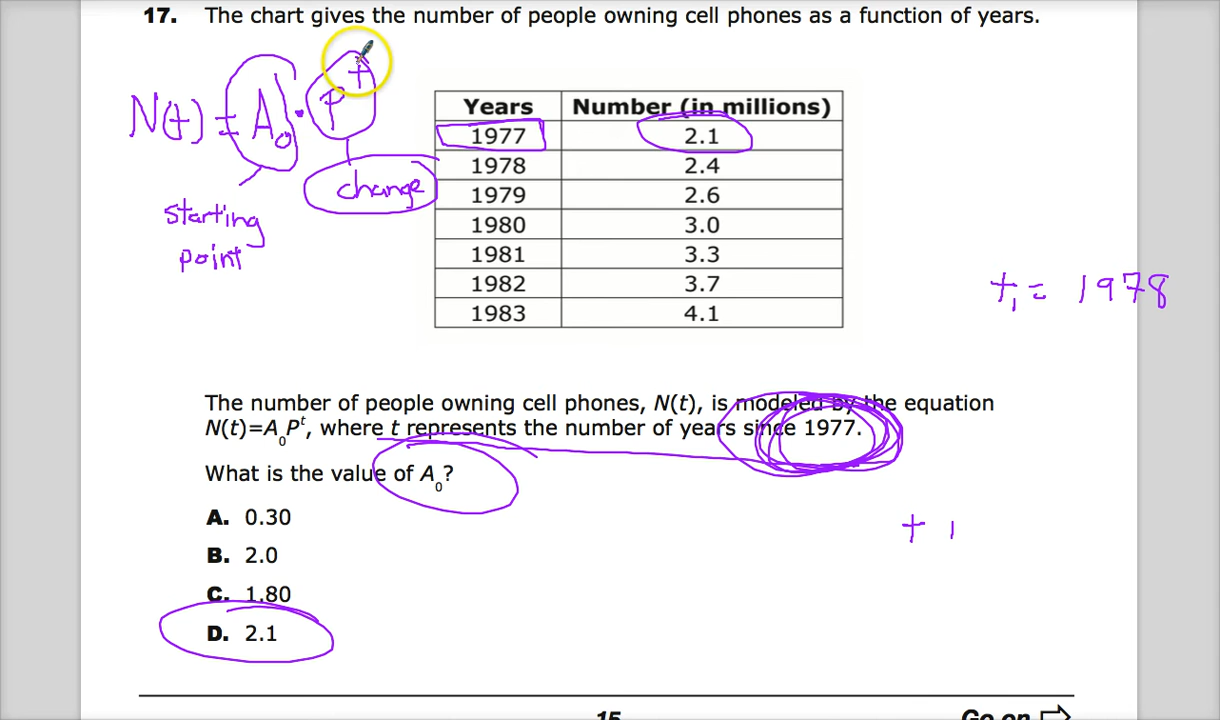 17. The chart gives the number of people owning cell phones as a function of years.
N(t) = A₀ · P^t
starting point
change
Years Number (in millions)
1977 2.1
1978 2.4
1979 2.6
1980 3.0
1981 3.3
1982 3.7
1983 4.1
t₁ = 1978
The number of people owning cell phones, N(t), is modeled by the equation
N(t)=A₀P^t, where t represents the number of years since 1977.
What is the value of A₀?
A. 0.30
B. 2.0
C. 1.80
D. 2.1
t 1
15
Go on